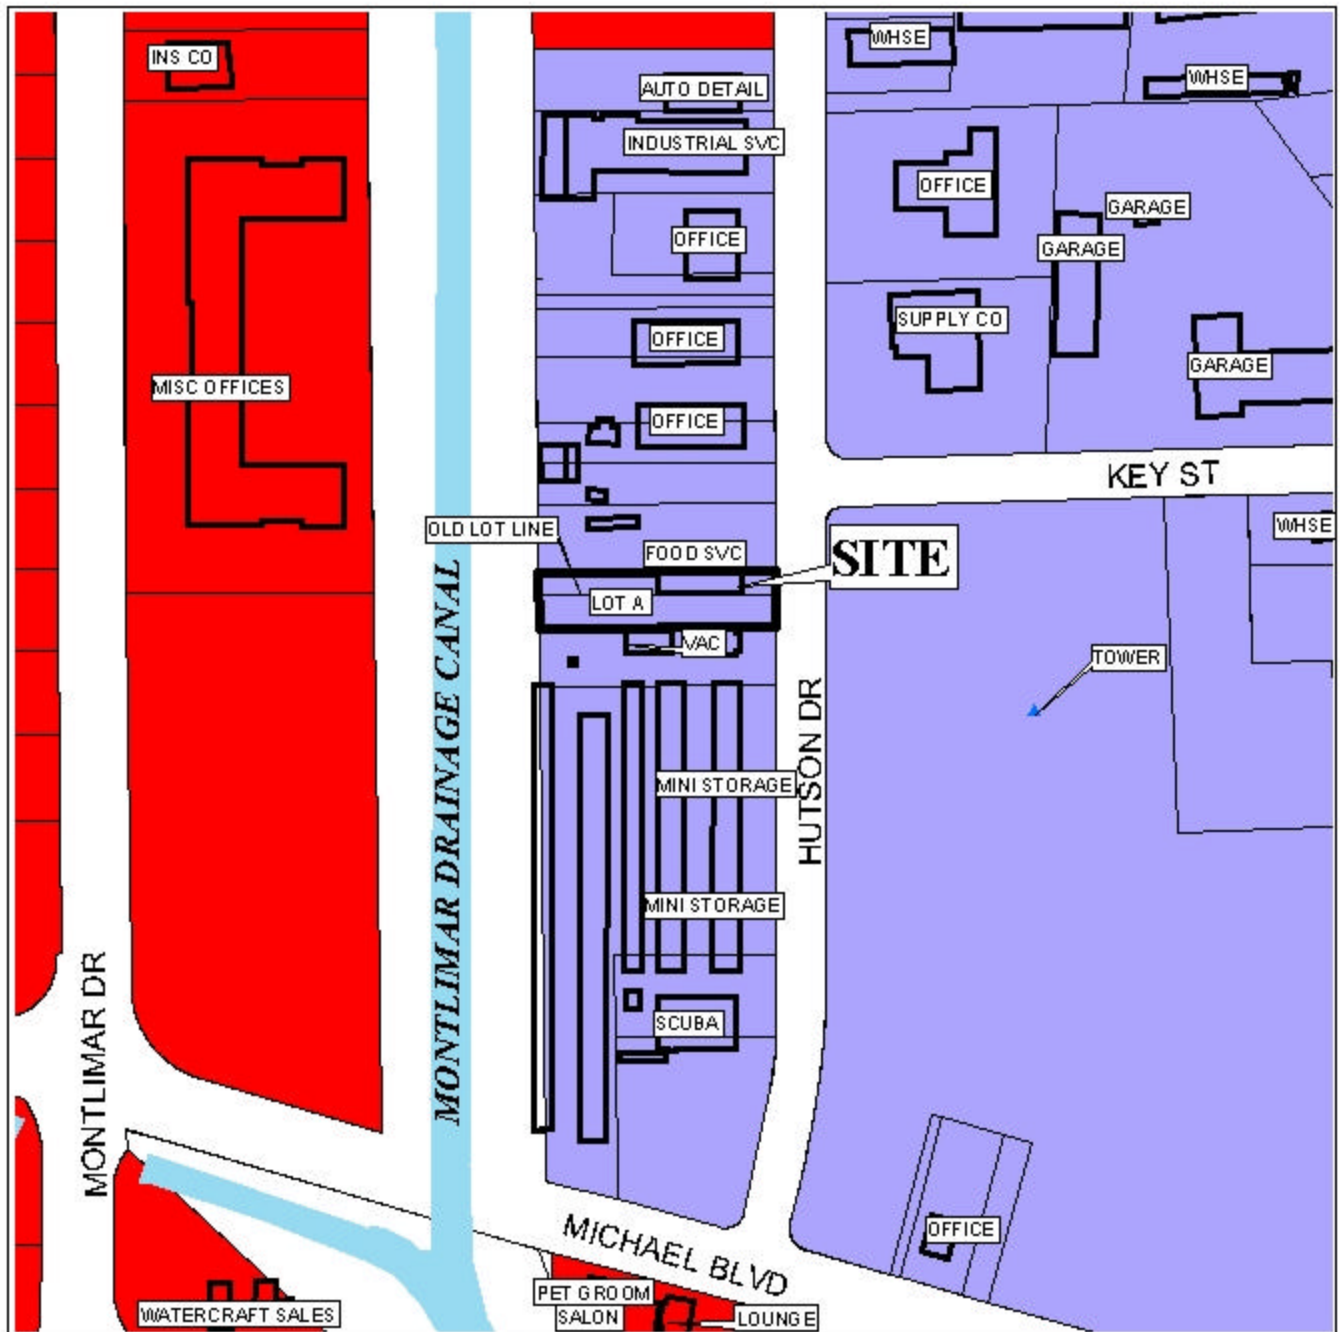 INS CO
WHSE
AUTO DETAIL
WHSE
INDUSTRIAL SVC
OFFICE
GARAGE
OFFICE
GARAGE
SUPPLY CO
OFFICE
GARAGE
MISC OFFICES
OFFICE
KEY ST
OLD LOT LINE
WHSE
FOOD SVC
SITE
LOT A
VAC
TOWER
MONTLIMAR DRAINAGE CANAL
HUTSON DR
MINI STORAGE
MINI STORAGE
MONTLIMAR DR
SCUBA
OFFICE
MICHAEL BLVD
PET GROOM
SALON
WATERCRAFT SALES
LOUNGE